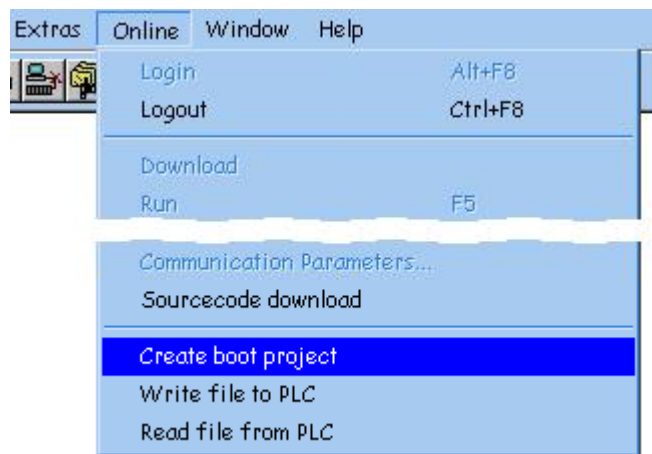 Extras Online Window Help
Login Alt+F8
Logout Ctrl+F8
Download
Run F5
Communication Parameters...
Sourcecode download
Create boot project
Write file to PLC
Read file from PLC